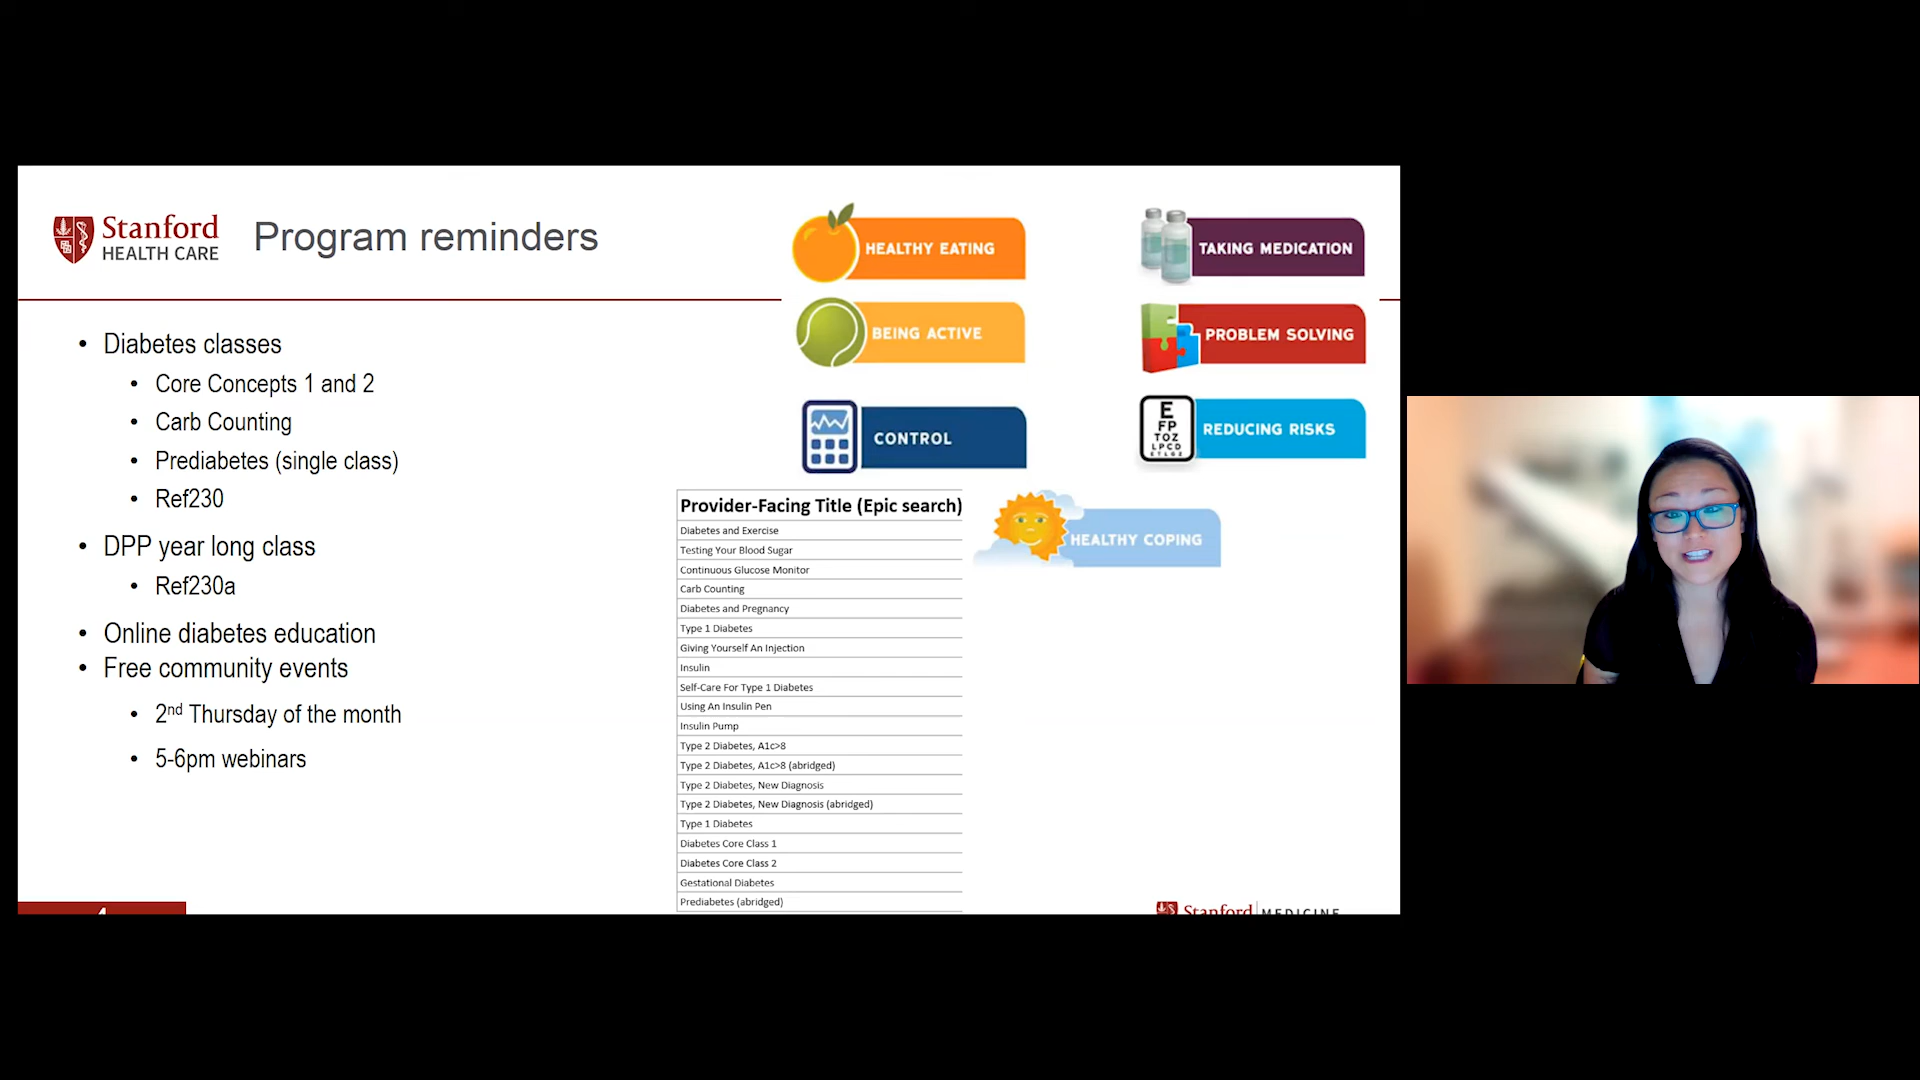 Stanford
HEALTH CARE
Program reminders
• Diabetes classes
• Core Concepts 1 and 2
• Carb Counting
• Prediabetes (single class)
• Ref230
• DPP year long class
• Ref230a
• Online diabetes education
• Free community events
• 2nd Thursday of the month
• 5-6pm webinars
HEALTHY EATING
TAKING MEDICATION
BEING ACTIVE
PROBLEM SOLVING
CONTROL
E
FP
TOZ
LPCD
REDUCING RISKS
HEALTHY COPING
Provider-Facing Title (Epic search)
Diabetes and Exercise
Testing Your Blood Sugar
Continuous Glucose Monitor
Carb Counting
Diabetes and Pregnancy
Type 1 Diabetes
Giving Yourself An Injection
Insulin
Self-Care For Type 1 Diabetes
Using An Insulin Pen
Insulin Pump
Type 2 Diabetes, A1c>8
Type 2 Diabetes, A1c>8 (abridged)
Type 2 Diabetes, New Diagnosis
Type 2 Diabetes, New Diagnosis (abridged)
Type 1 Diabetes
Diabetes Core Class 1
Diabetes Core Class 2
Gestational Diabetes
Prediabetes (abridged)
Stanford MEDICINE